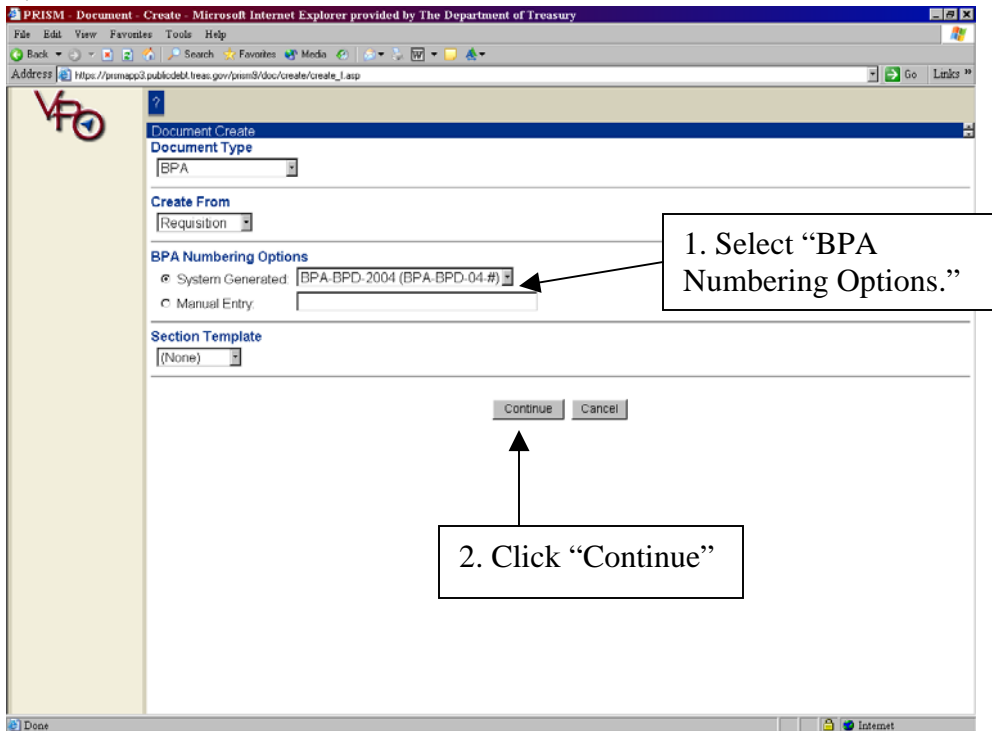 PRISM - Document - Create - Microsoft Internet Explorer provided by The Department of Treasury
File Edit View Favorites Tools Help
Back Search Favorites Media
Address https://prismapp3.publicdebt.treas.gov/prism9/doc/create/create_1.asp Go Links »
VPO
?
Document Create
Document Type
BPA
Create From
Requisition
BPA Numbering Options
System Generated: BPA-BPD-2004 (BPA-BPD-04-#)
Manual Entry:
1. Select “BPA
Numbering Options.”
Section Template
(None)
Continue Cancel
2. Click “Continue”
Done Internet